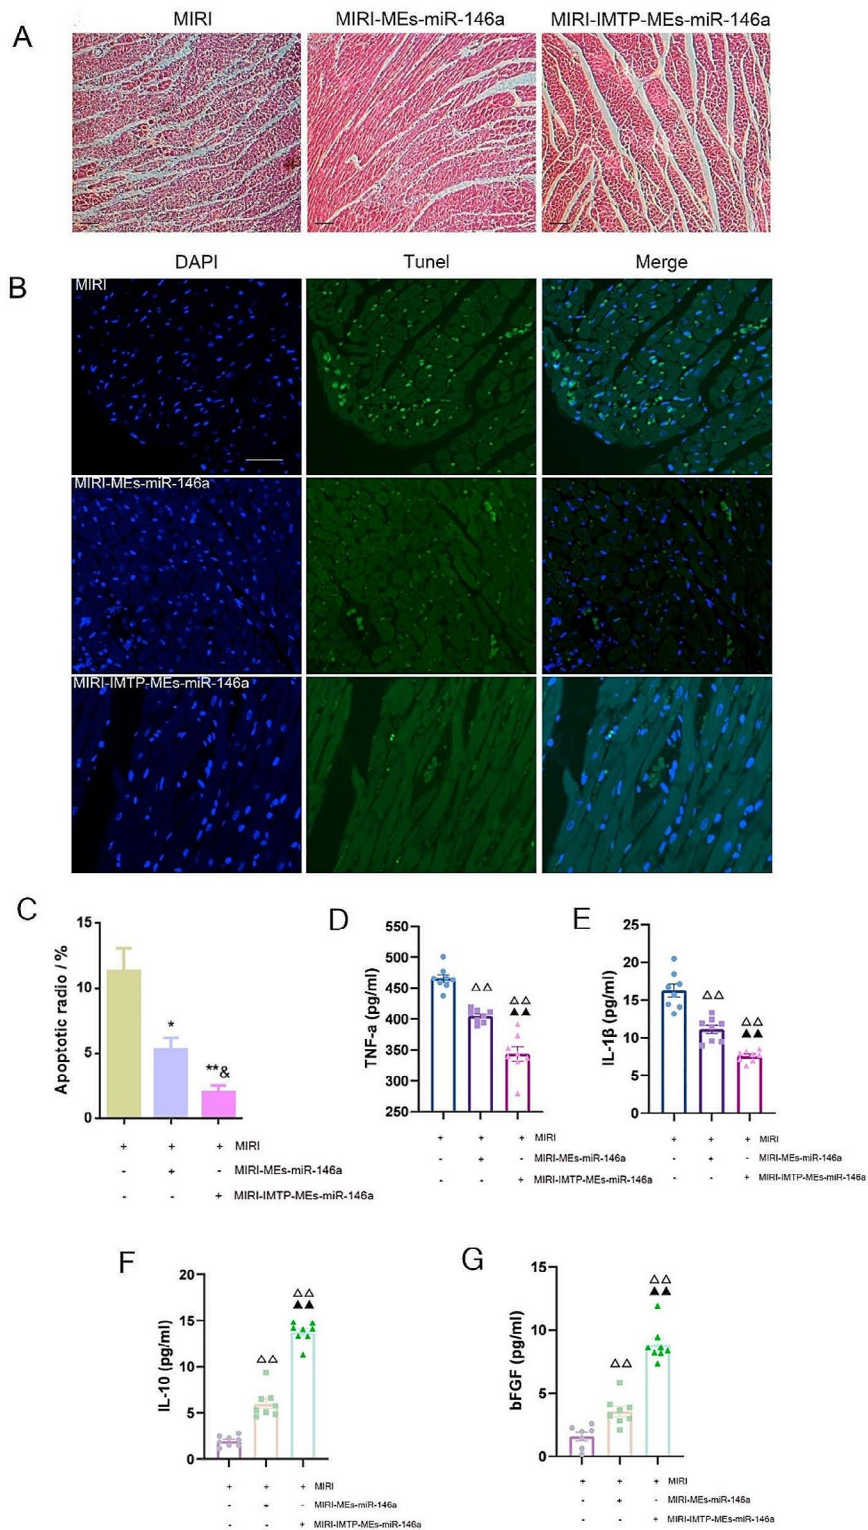 A
MIRI MIRI-MEs-miR-146a MIRI-IMTP-MEs-miR-146a
B
DAPI Tunel Merge
MIRI
MIRI-MEs-miR-146a
MIRI-IMTP-MEs-miR-146a
C
Apoptotic radio / %
15
10
5
0
*
**&
+ + + MIRI
- + - MIRI-MEs-miR-146a
- - + MIRI-IMTP-MEs-miR-146a
D
TNF-a (pg/ml)
550
500
450
400
350
300
250
△△
△△
▲▲
+ + + MIRI
- + - MIRI-MEs-miR-146a
- - + MIRI-IMTP-MEs-miR-146a
E
IL-1β (pg/ml)
25
20
15
10
5
0
△△
△△
▲▲
+ + + MIRI
- + - MIRI-MEs-miR-146a
- - + MIRI-IMTP-MEs-miR-146a
F
IL-10 (pg/ml)
20
15
10
5
0
△△
△△
▲▲
+ + + MIRI
- + - MIRI-MEs-miR-146a
- - + MIRI-IMTP-MEs-miR-146a
G
bFGF (pg/ml)
15
10
5
0
△△
△△
▲▲
+ + + MIRI
- + - MIRI-MEs-miR-146a
- - + MIRI-IMTP-MEs-miR-146a